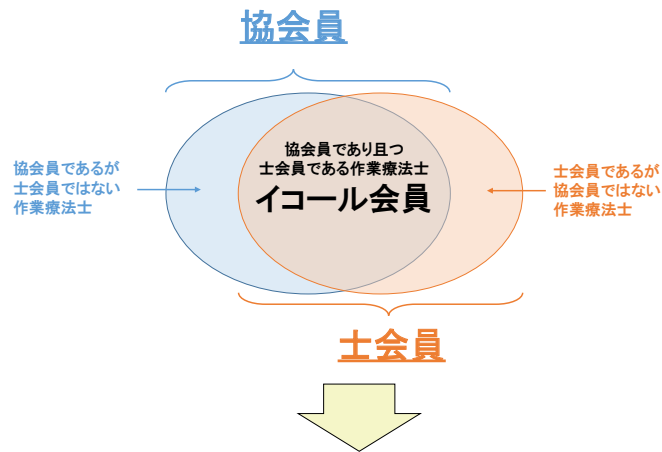 協会員
協会員であり且つ
士会員である作業療法士
イコール会員
協会員であるが
士会員ではない
作業療法士
士会員であるが
協会員ではない
作業療法士
士会員